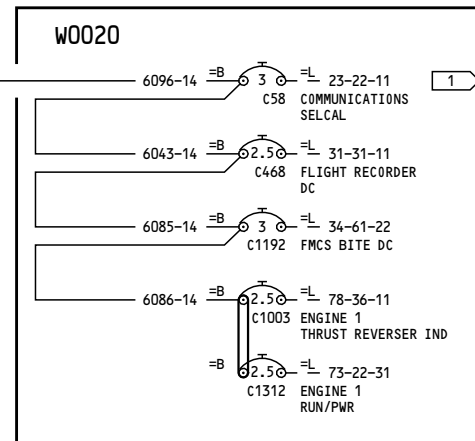 W0020
6096-14 =B 3 =L 23-22-11 1
C58 COMMUNICATIONS
SELCAL
6043-14 =B 2.5 =L 31-31-11
C468 FLIGHT RECORDER
DC
6085-14 =B 3 =L 34-61-22
C1192 FMCS BITE DC
6086-14 =B 2.5 =L 78-36-11
C1003 ENGINE 1
THRUST REVERSER IND
=B 2.5 =L 73-22-31
C1312 ENGINE 1
RUN/PWR